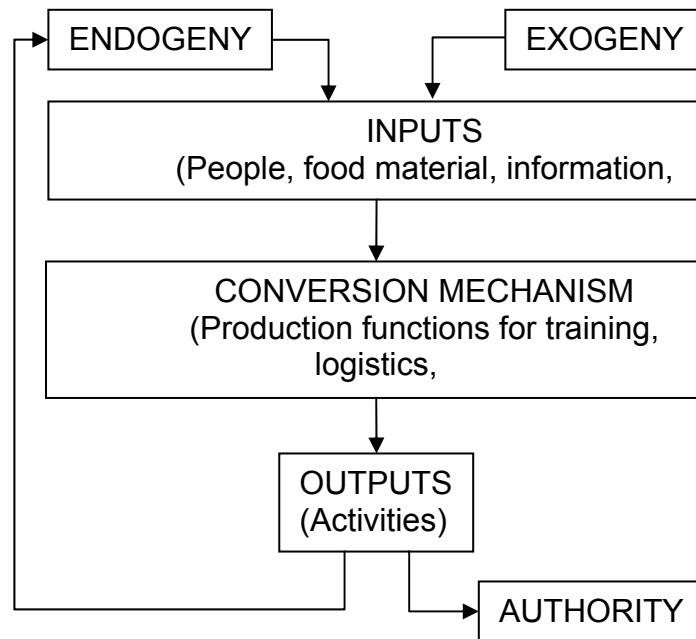 ENDOGENY
EXOGENY
INPUTS
(People, food material, information,
CONVERSION MECHANISM
(Production functions for training,
logistics,
OUTPUTS
(Activities)
AUTHORITY